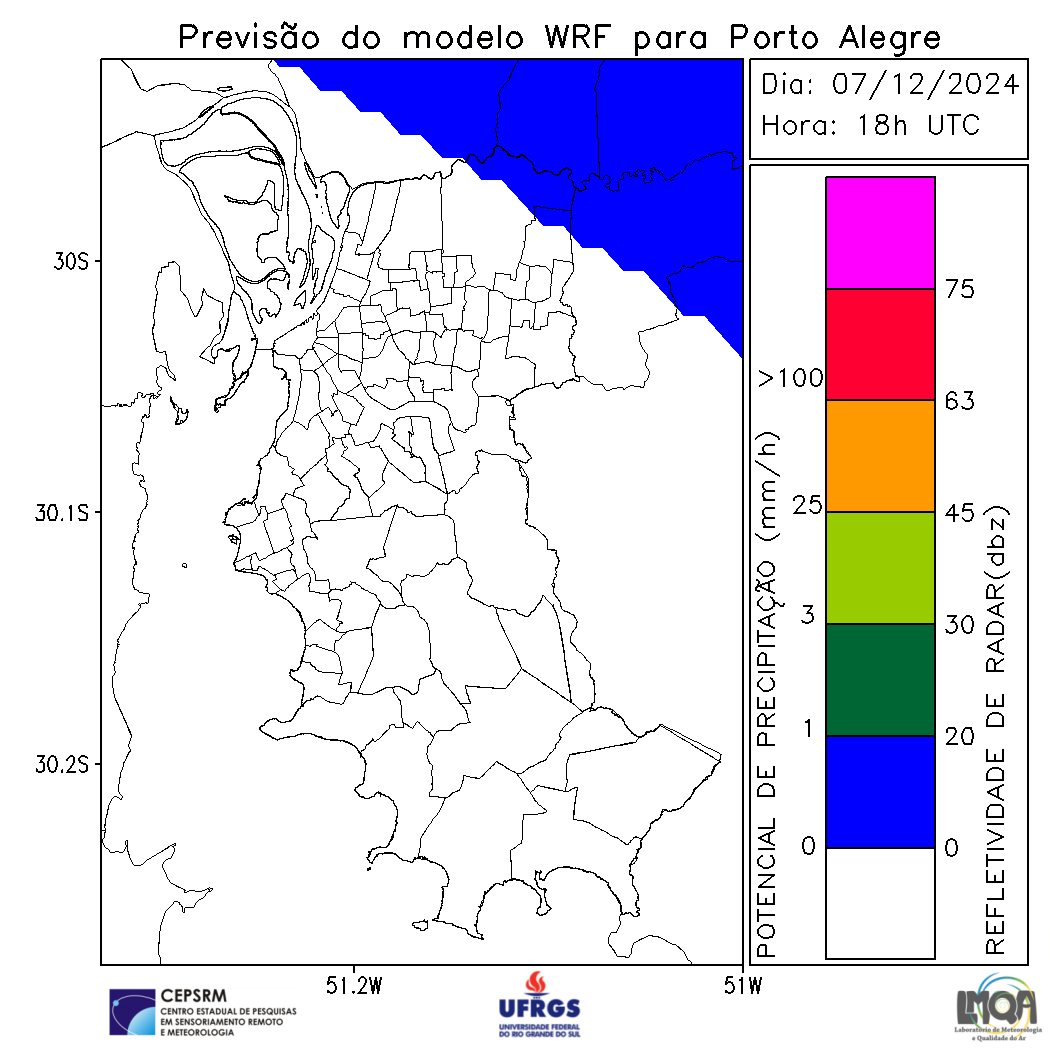 Previsão do modelo WRF para Porto Alegre
Dia: 07/12/2024
Hora: 18h UTC
30S
30.1S
30.2S
51.2W
51W
POTENCIAL DE PRECIPITAÇÃO (mm/h)
>100
25
3
1
0
75
63
45
30
20
0
REFLETIVIDADE DE RADAR(dbz)
CEPSRM
CENTRO ESTADUAL DE PESQUISAS
EM SENSORIAMENTO REMOTO
E METEOROLOGIA
UFRGS
UNIVERSIDADE FEDERAL
DO RIO GRANDE DO SUL
LMQA
Laboratório de Meteorologia
e Qualidade do Ar